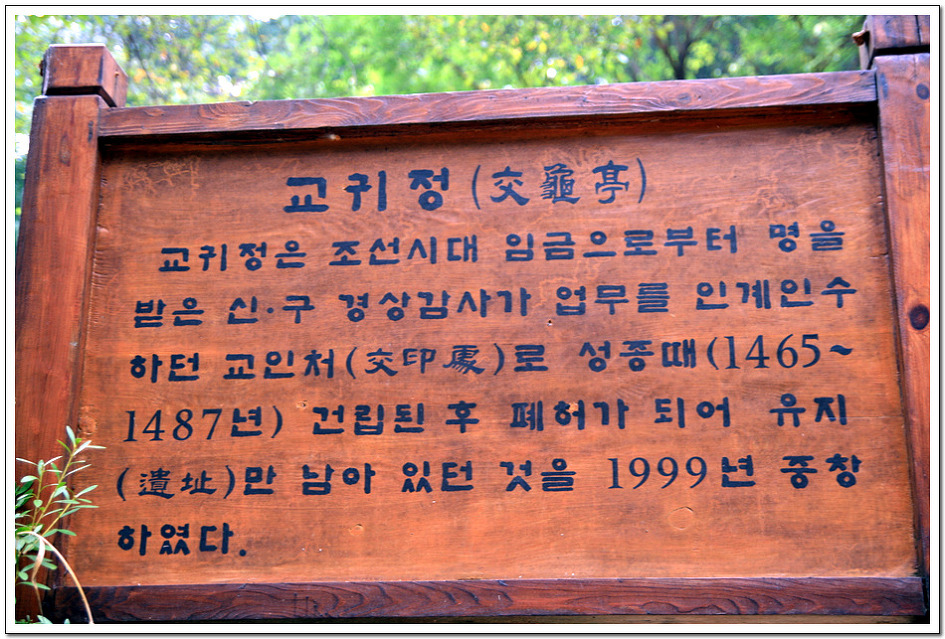 교귀정(交龜亭)
교귀정은 조선시대 임금으로부터 명을
받은 신·구 경상감사가 업무를 인계인수
하던 교인처(交印處)로 성종때(1465~
1487년) 건립된 후 폐허가 되어 유지
(遺址)만 남아 있던 것을 1999년 중창
하였다.